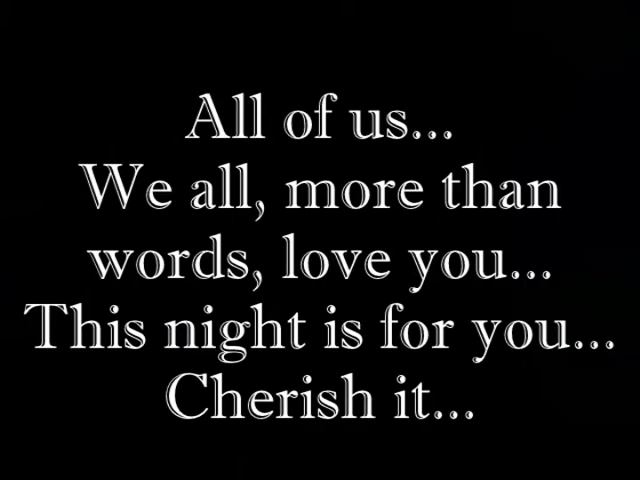 All of us...
We all, more than
words, love you...
This night is for you...
Cherish it...